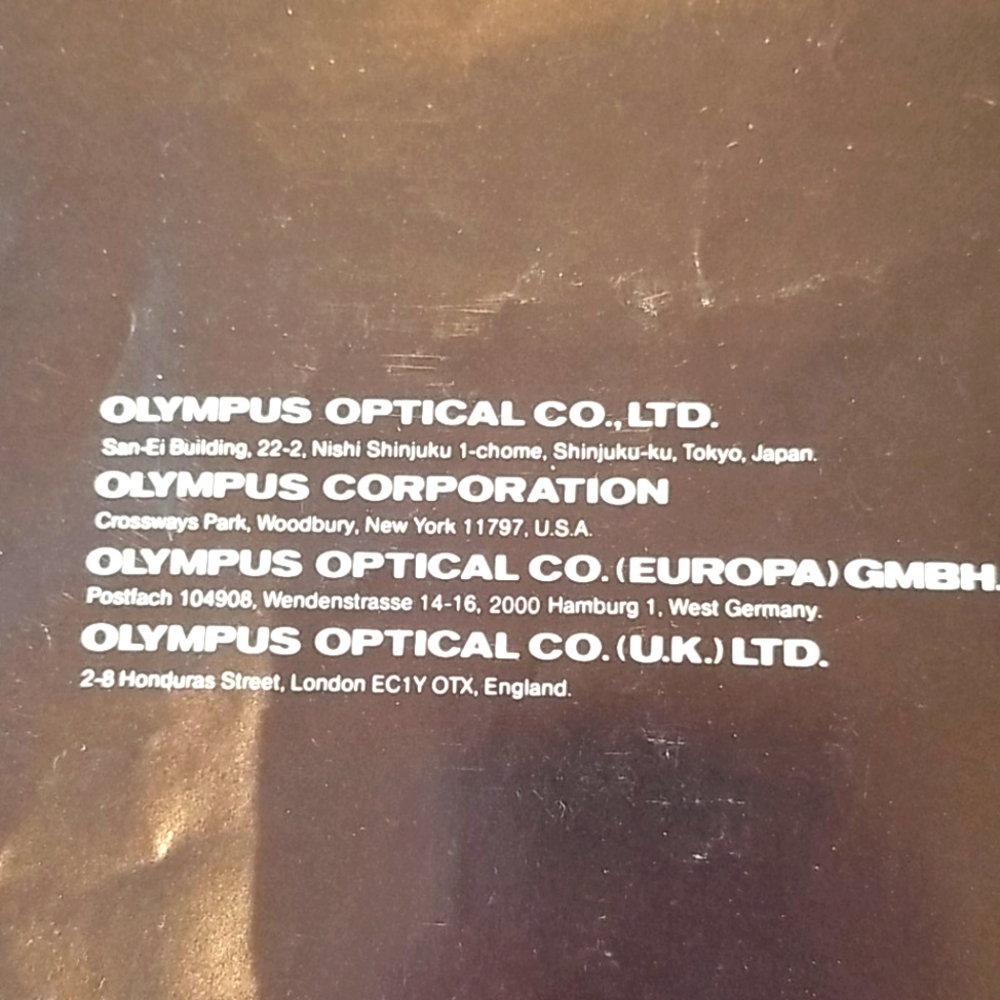 OLYMPUS OPTICAL CO., LTD.
San-Ei Building, 22-2, Nishi Shinjuku 1-chome, Shinjuku-ku, Tokyo, Japan.
OLYMPUS CORPORATION
Crossways Park, Woodbury, New York 11797, U.S.A.
OLYMPUS OPTICAL CO. (EUROPA) GMBH.
Postfach 104908, Wendenstrasse 14-16, 2000 Hamburg 1, West Germany.
OLYMPUS OPTICAL CO. (U.K.) LTD.
2-8 Honduras Street, London EC1Y OTX, England.